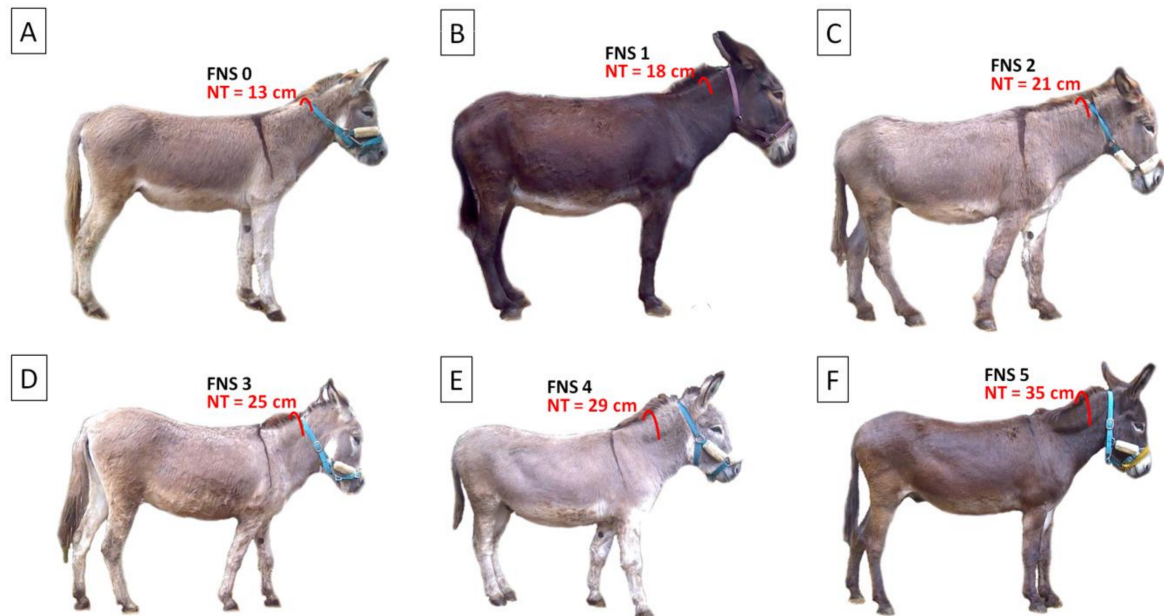 A
FNS 0
NT = 13 cm
B
FNS 1
NT = 18 cm
C
FNS 2
NT = 21 cm
D
FNS 3
NT = 25 cm
E
FNS 4
NT = 29 cm
F
FNS 5
NT = 35 cm